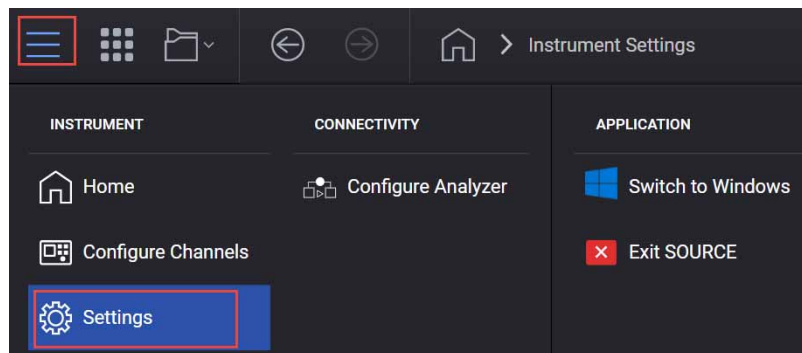 Instrument Settings
INSTRUMENT
CONNECTIVITY
APPLICATION
Home
Configure Analyzer
Switch to Windows
Configure Channels
Exit SOURCE
Settings